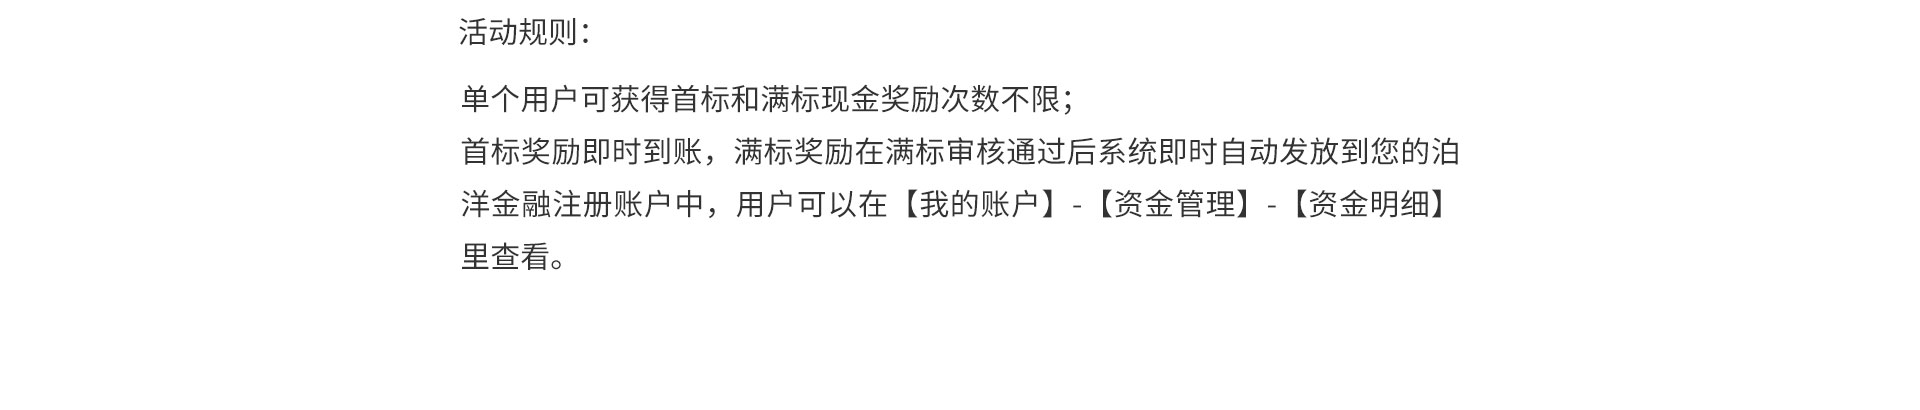 活动规则：
单个用户可获得首标和满标现金奖励次数不限；
首标奖励即时到账，满标奖励在满标审核通过后系统即时自动发放到您的泊
洋金融注册账户中，用户可以在【我的账户】-【资金管理】-【资金明细】
里查看。